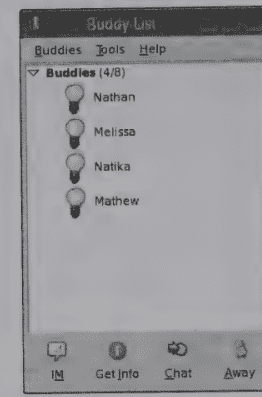 Buddy List
Buddies Tools Help
Buddies (4/8)
Nathan
Melissa
Natika
Mathew
IM Get Info Chat Away